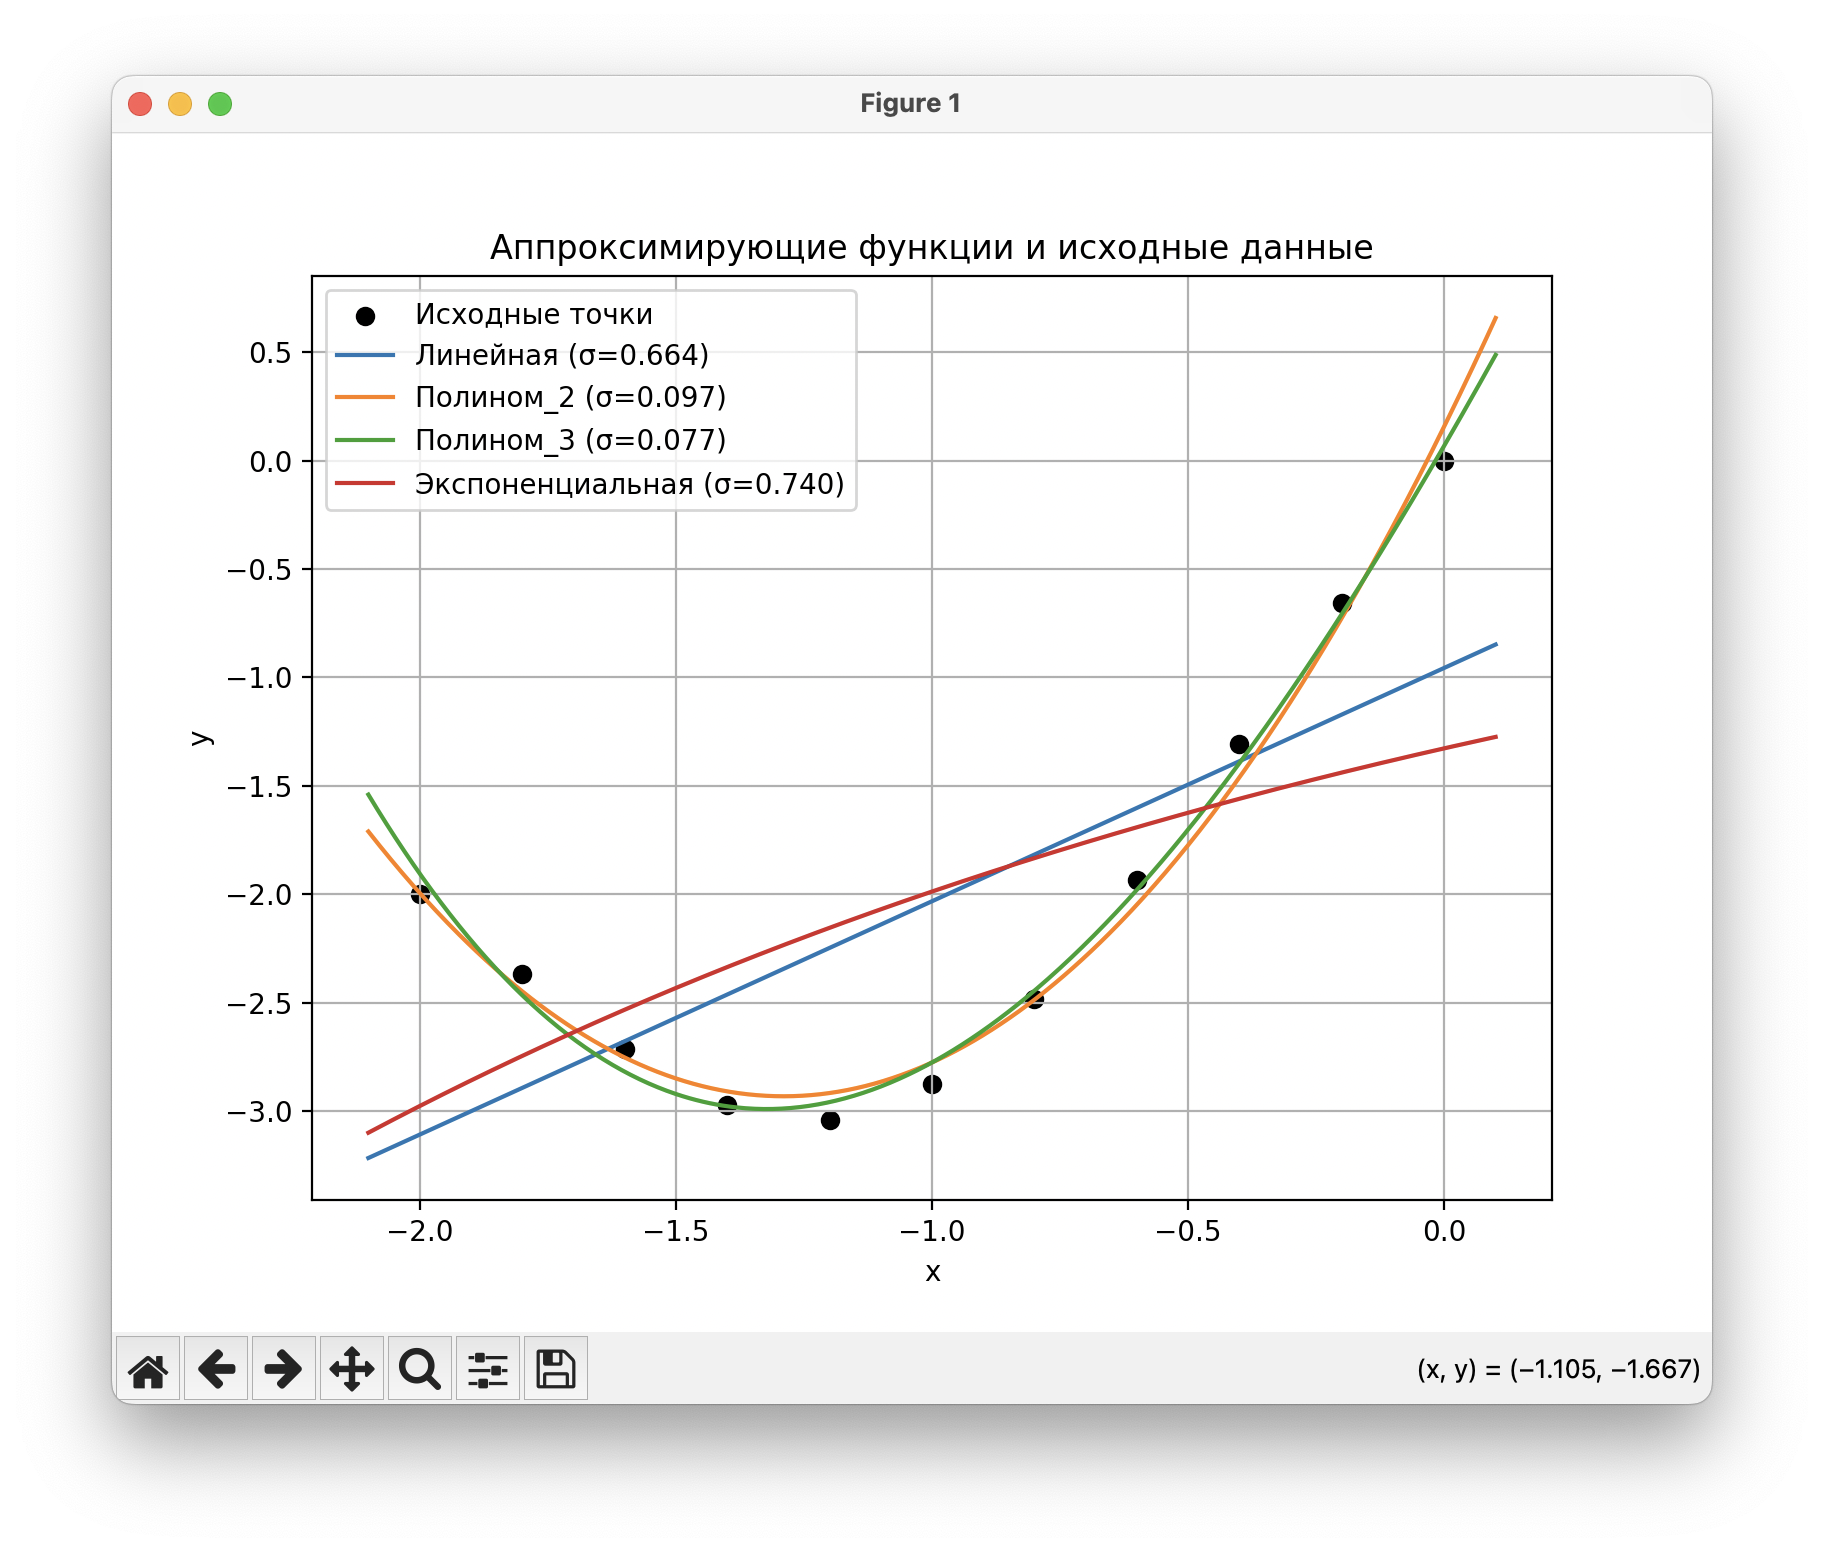 Figure 1
Аппроксимирующие функции и исходные данные
Исходные точки
Линейная (σ=0.664)
Полином_2 (σ=0.097)
Полином_3 (σ=0.077)
Экспоненциальная (σ=0.740)
0.5
0.0
−0.5
−1.0
−1.5
−2.0
−2.5
−3.0
y
−2.0 −1.5 −1.0 −0.5 0.0
x
(x, y) = (−1.105, −1.667)